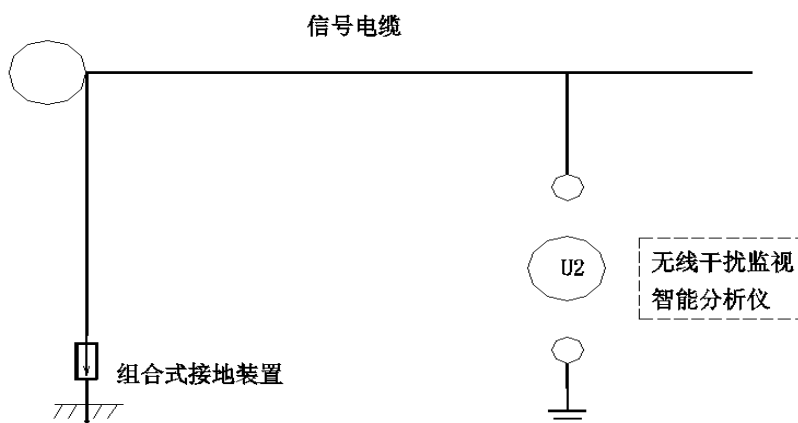 信号电缆
U2
无线干扰监视
智能分析仪
组合式接地装置